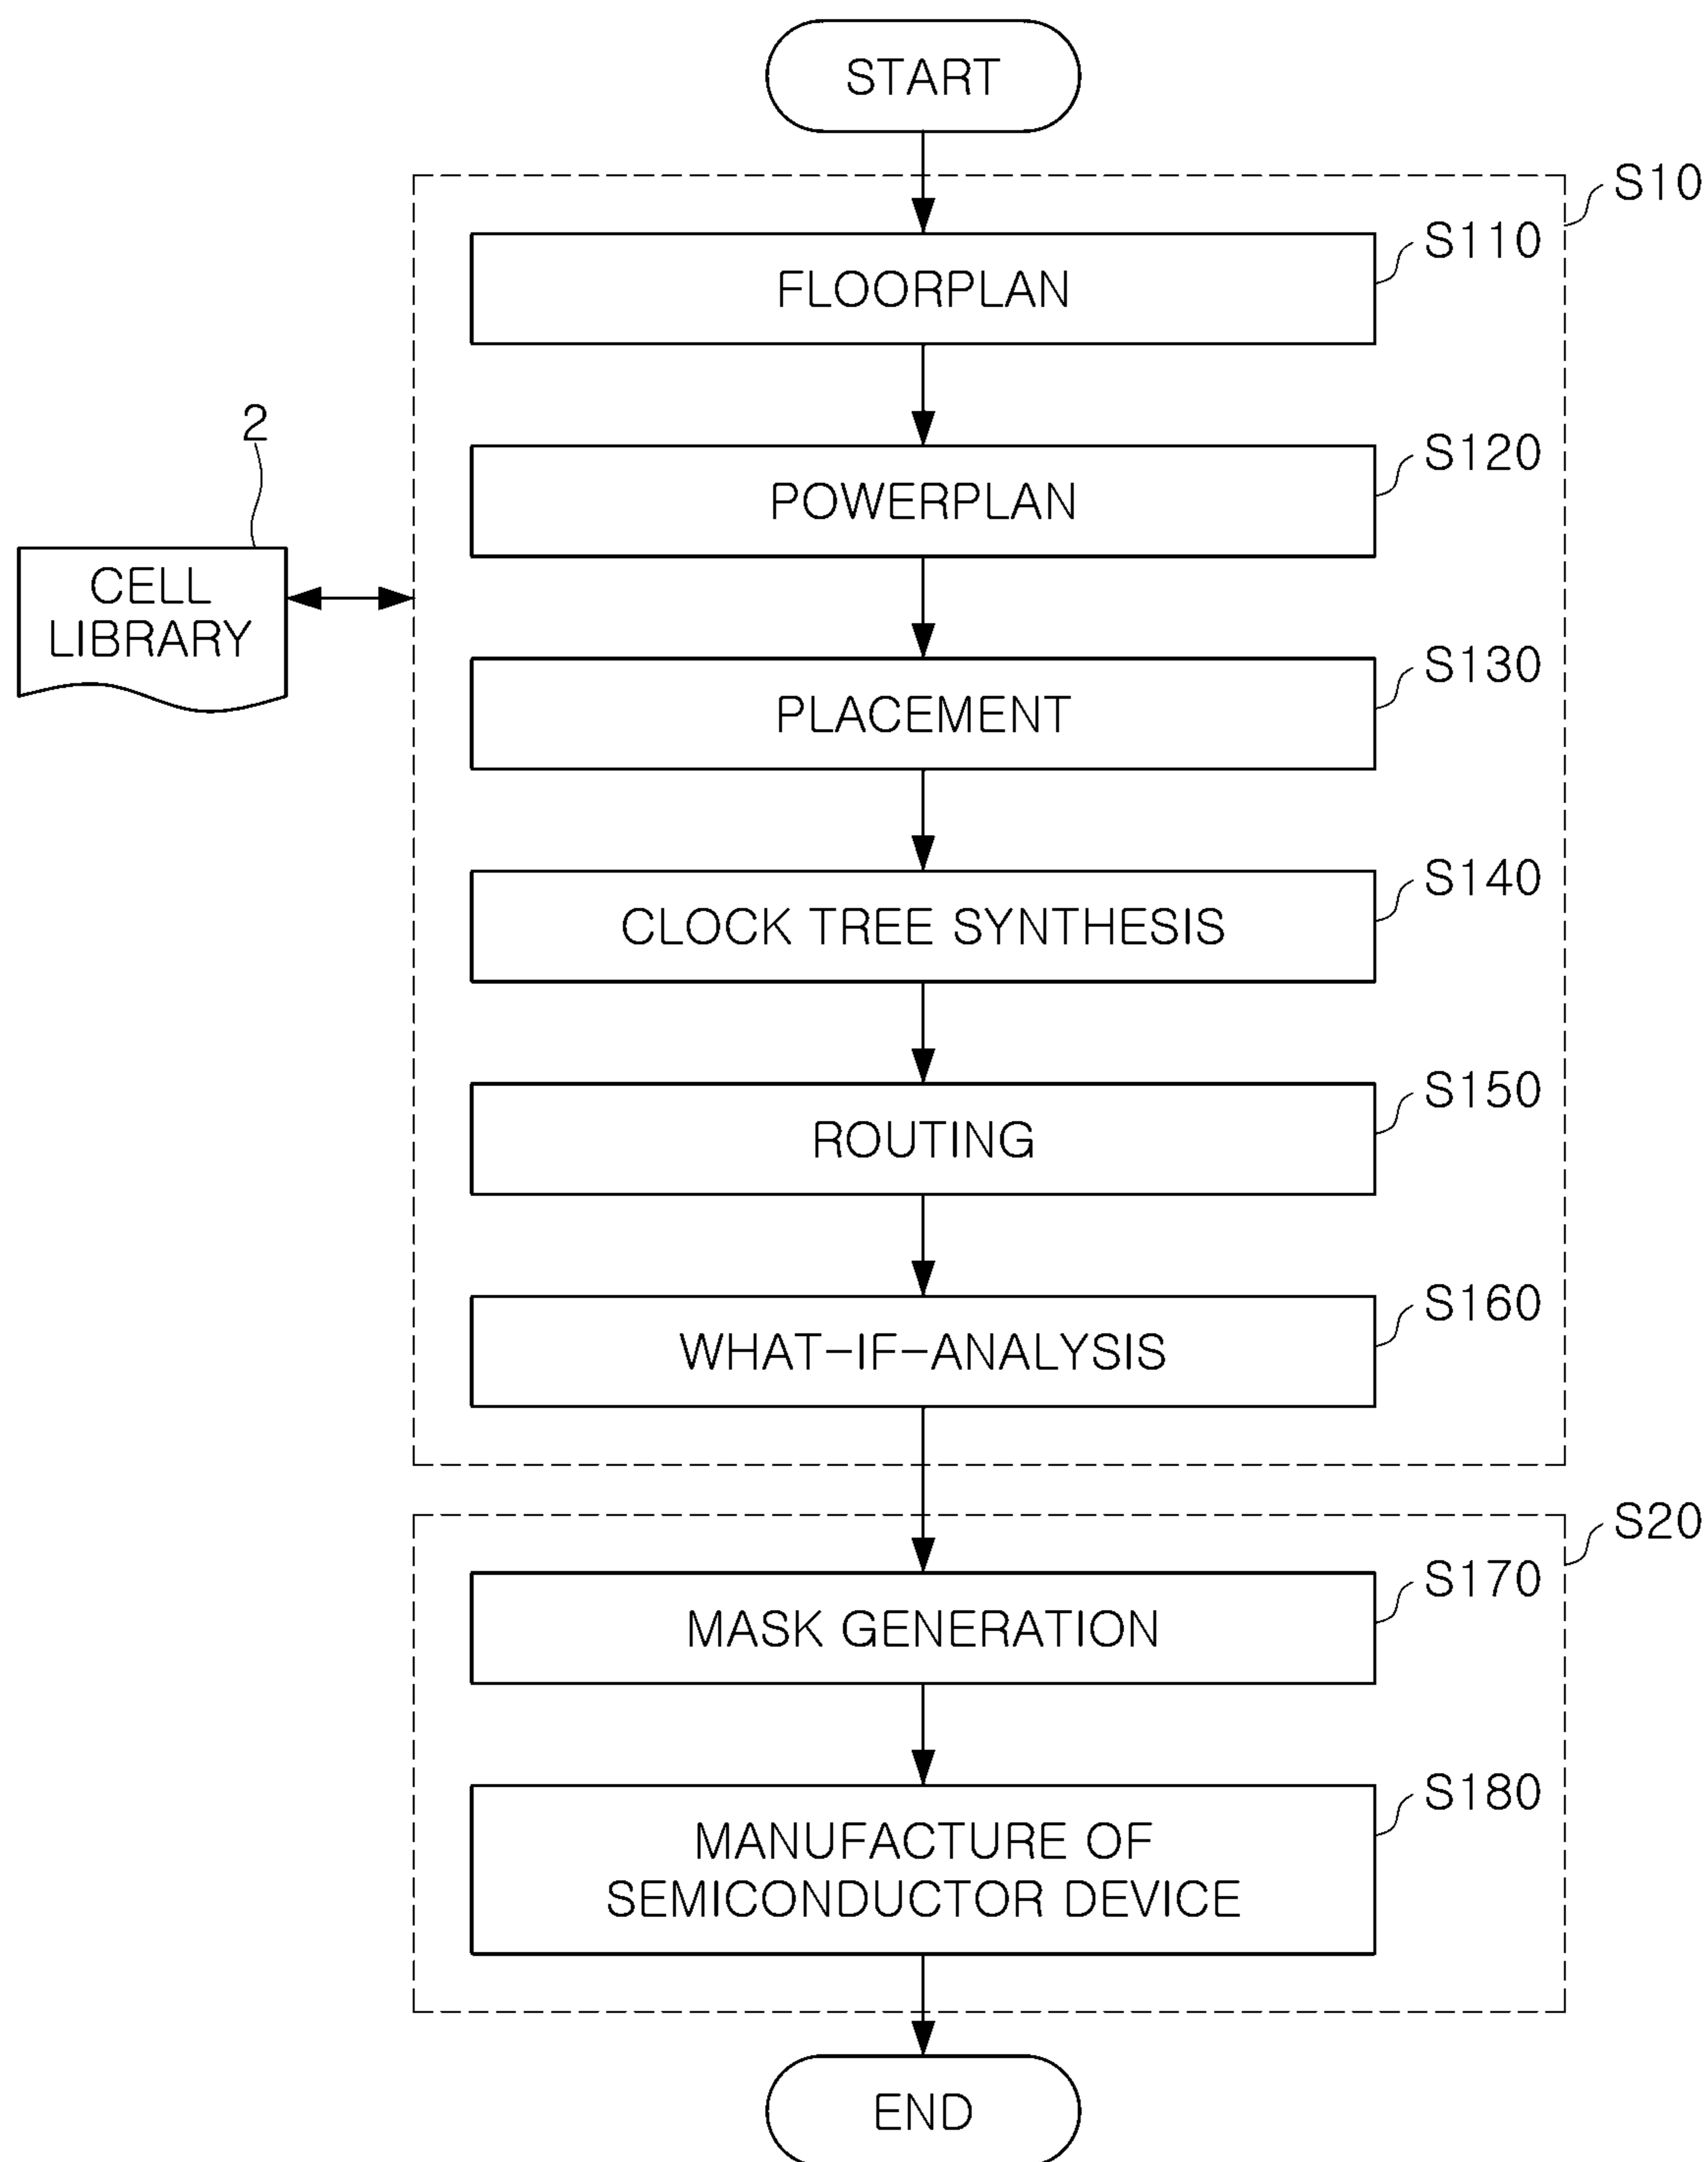 START
S10
S110
FLOORPLAN
2
S120
POWERPLAN
CELL
LIBRARY
S130
PLACEMENT
S140
CLOCK TREE SYNTHESIS
S150
ROUTING
S160
WHAT-IF-ANALYSIS
S20
S170
MASK GENERATION
S180
MANUFACTURE OF
SEMICONDUCTOR DEVICE
END